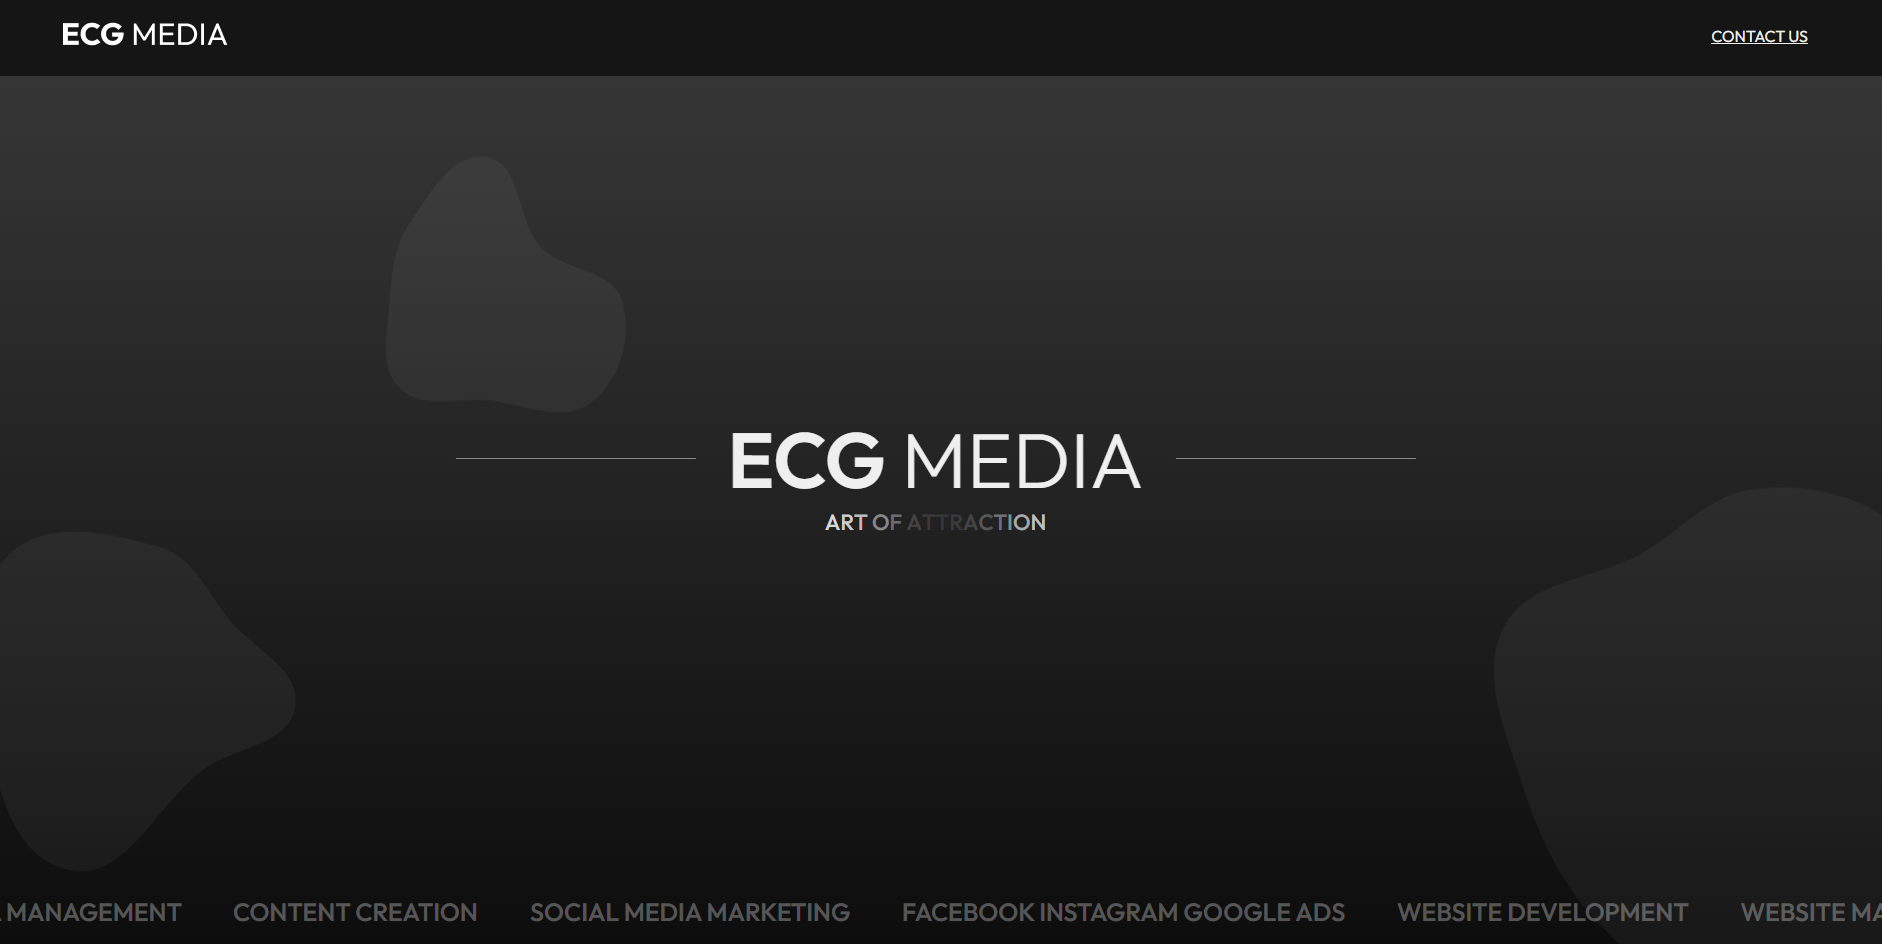 ECG MEDIA
CONTACT US
ECG MEDIA
ART OF ATTRACTION
MANAGEMENT CONTENT CREATION SOCIAL MEDIA MARKETING FACEBOOK INSTAGRAM GOOGLE ADS WEBSITE DEVELOPMENT WEBSITE